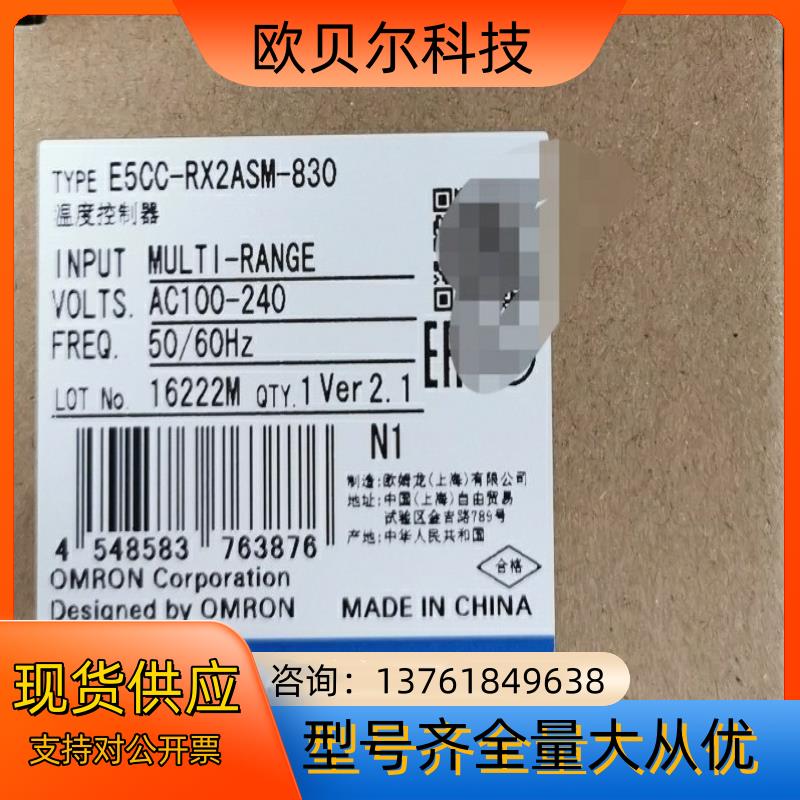 欧贝尔科技
TYPE E5CC-RX2ASM-830
温度控制器
INPUT MULTI-RANGE
VOLTS. AC100-240
FREQ. 50/60Hz
LOT No. 16222M QTY. 1 Ver 2.1
N1
制造:欧姆龙(上海)有限公司
地址:中国(上海)自由贸易
试验区金吉路789号
产地:中华人民共和国
4 548583 763876
合格
OMRON Corporation
Designed by OMRON
MADE IN CHINA
现货供应
支持对公开票
咨询：13761849638
型号齐全量大从优